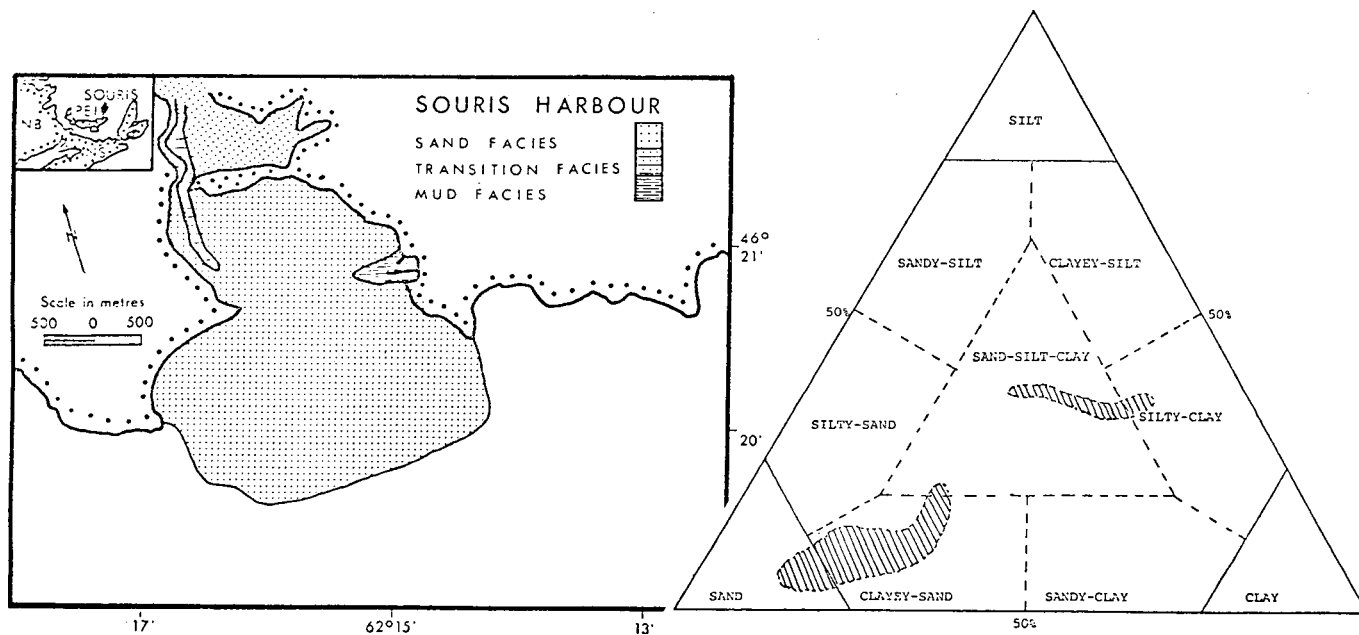 SOURIS
PEI
NB
SOURIS HARBOUR
SAND FACIES
TRANSITION FACIES
MUD FACIES
N
Scale in metres
500 0 500
46°
21'
20'
17'
62°15'
13'
SILT
SANDY-SILT
CLAYEY-SILT
50%
50%
SAND-SILT-CLAY
SILTY-SAND
SILTY-CLAY
SAND
CLAYEY-SAND
SANDY-CLAY
CLAY
50%